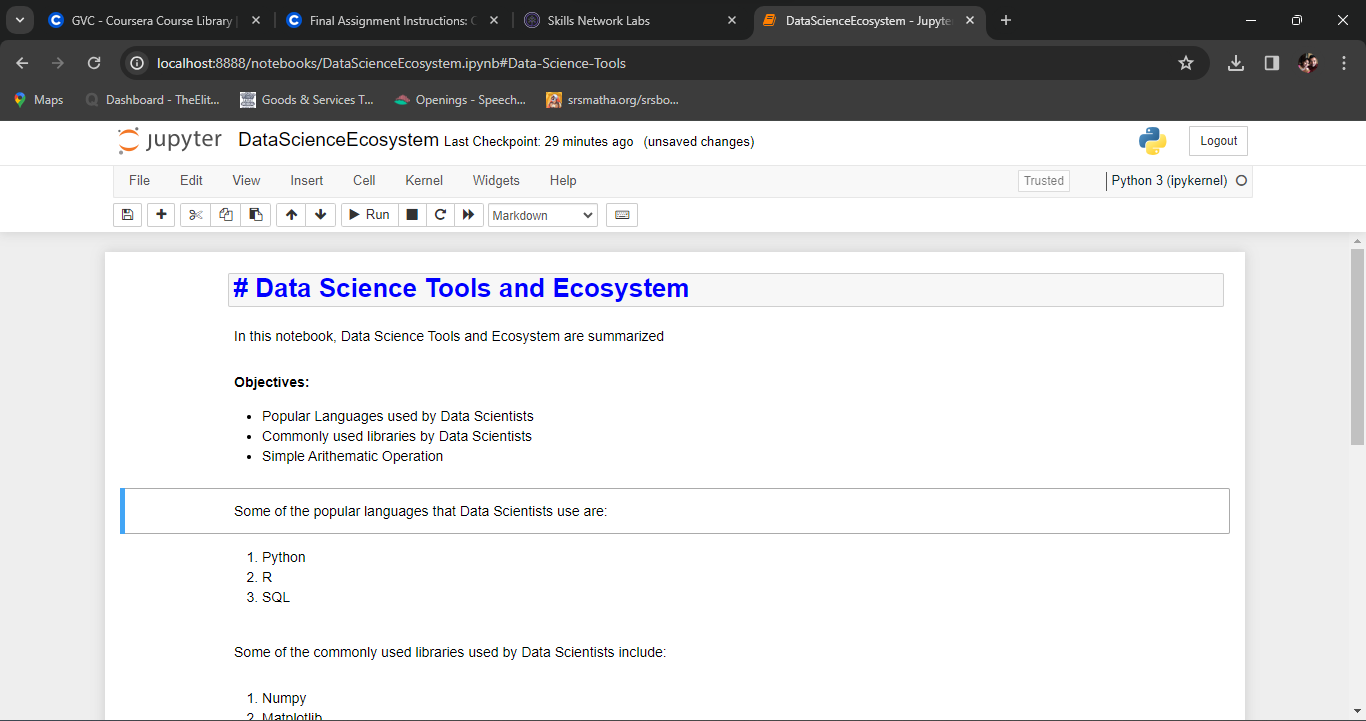 GVC - Coursera Course Library
Final Assignment Instructions: C
Skills Network Labs
DataScienceEcosystem - Jupyte
localhost:8888/notebooks/DataScienceEcosystem.ipynb#Data-Science-Tools
Maps
Dashboard - TheElit...
Goods & Services T...
Openings - Speech...
srsmatha.org/srsbo...
jupyter DataScienceEcosystem Last Checkpoint: 29 minutes ago (unsaved changes)
Logout
File Edit View Insert Cell Kernel Widgets Help
Trusted
Python 3 (ipykernel)
Run
Markdown
# Data Science Tools and Ecosystem
In this notebook, Data Science Tools and Ecosystem are summarized
Objectives:
• Popular Languages used by Data Scientists
• Commonly used libraries by Data Scientists
• Simple Arithematic Operation
Some of the popular languages that Data Scientists use are:
1. Python
2. R
3. SQL
Some of the commonly used libraries used by Data Scientists include:
1. Numpy
2. Matplotlib